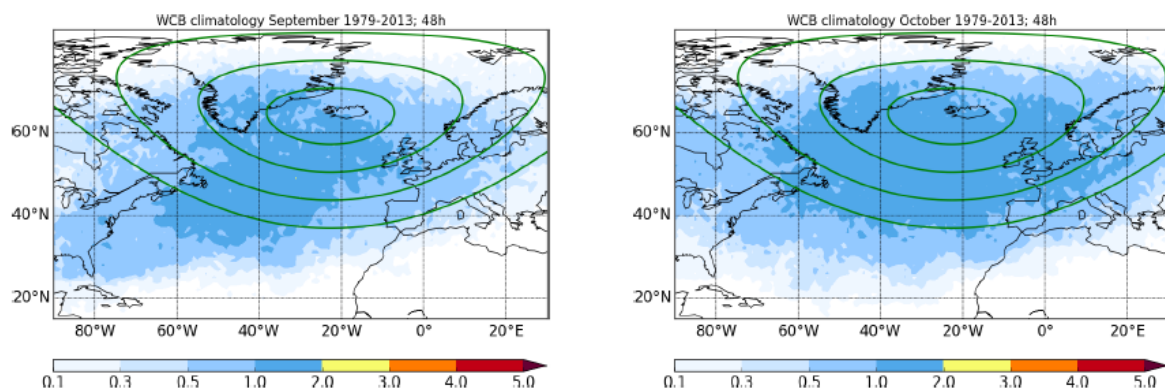 WCB climatology September 1979-2013; 48h
WCB climatology October 1979-2013; 48h
60°N
40°N
20°N
80°W 60°W 40°W 20°W 0° 20°E
0.1 0.3 0.5 1.0 2.0 3.0 4.0 5.0
60°N
40°N
20°N
80°W 60°W 40°W 20°W 0° 20°E
0.1 0.3 0.5 1.0 2.0 3.0 4.0 5.0